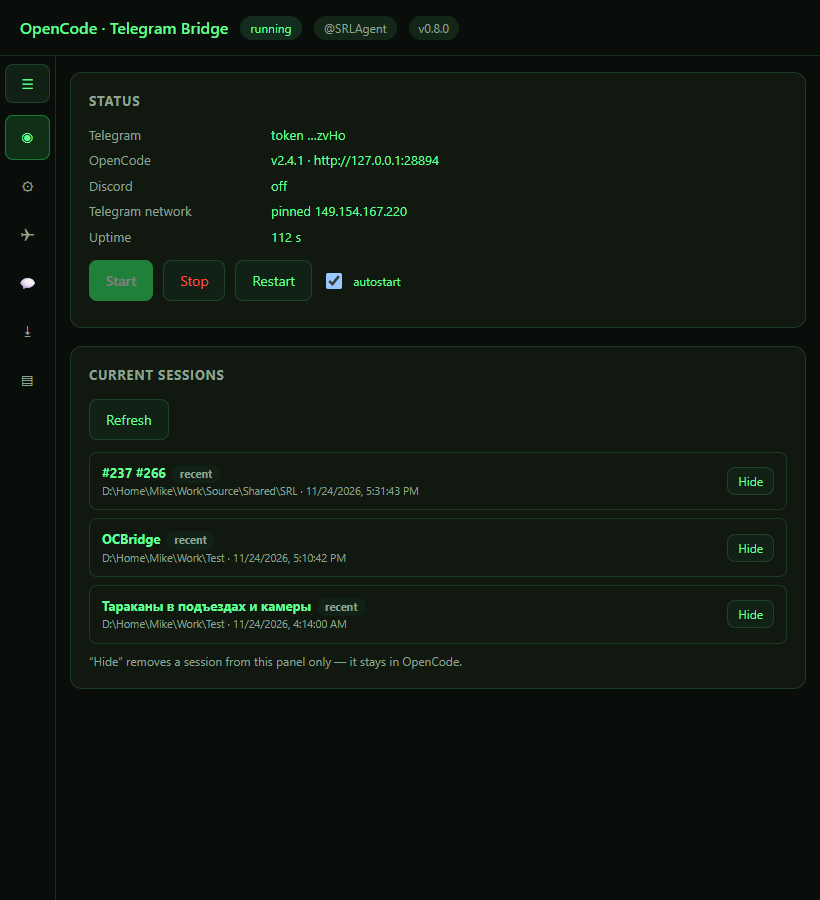 OpenCode · Telegram Bridge running @SRLAgent v0.8.0
STATUS
Telegram token …zvHo
OpenCode v2.4.1 · http://127.0.0.1:28894
Discord off
Telegram network pinned 149.154.167.220
Uptime 112 s
Start Stop Restart autostart
CURRENT SESSIONS
Refresh
#237 #266 recent
D:\Home\Mike\Work\Source\Shared\SRL · 11/24/2026, 5:31:43 PM
Hide
OCBridge recent
D:\Home\Mike\Work\Test · 11/24/2026, 5:10:42 PM
Hide
Тараканы в подъездах и камеры recent
D:\Home\Mike\Work\Test · 11/24/2026, 4:14:00 AM
Hide
“Hide” removes a session from this panel only — it stays in OpenCode.